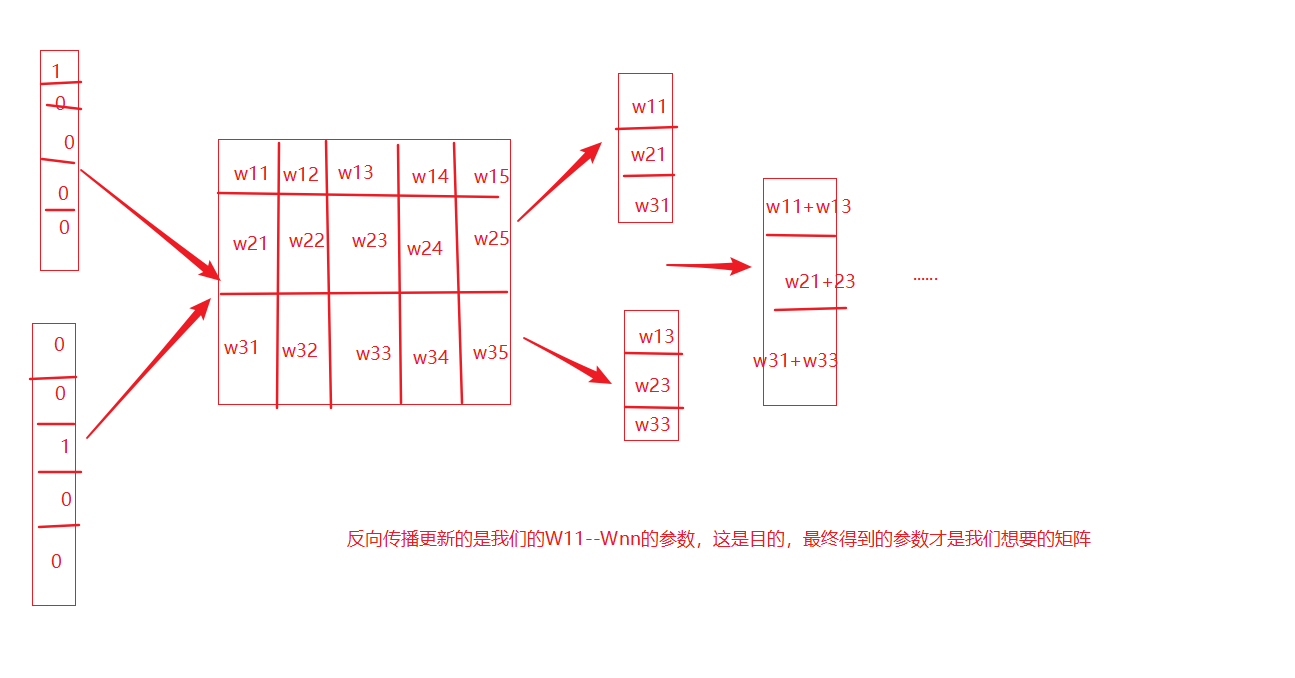 1
0
0
0
0
0
0
1
0
0
w11 w12 w13 w14 w15
w21 w22 w23 w24 w25
w31 w32 w33 w34 w35
w11
w21
w31
w13
w23
w33
w11+w13
w21+23
w31+w33
......
反向传播更新的是我们的W11--Wnn的参数，这是目的，最终得到的参数才是我们想要的矩阵